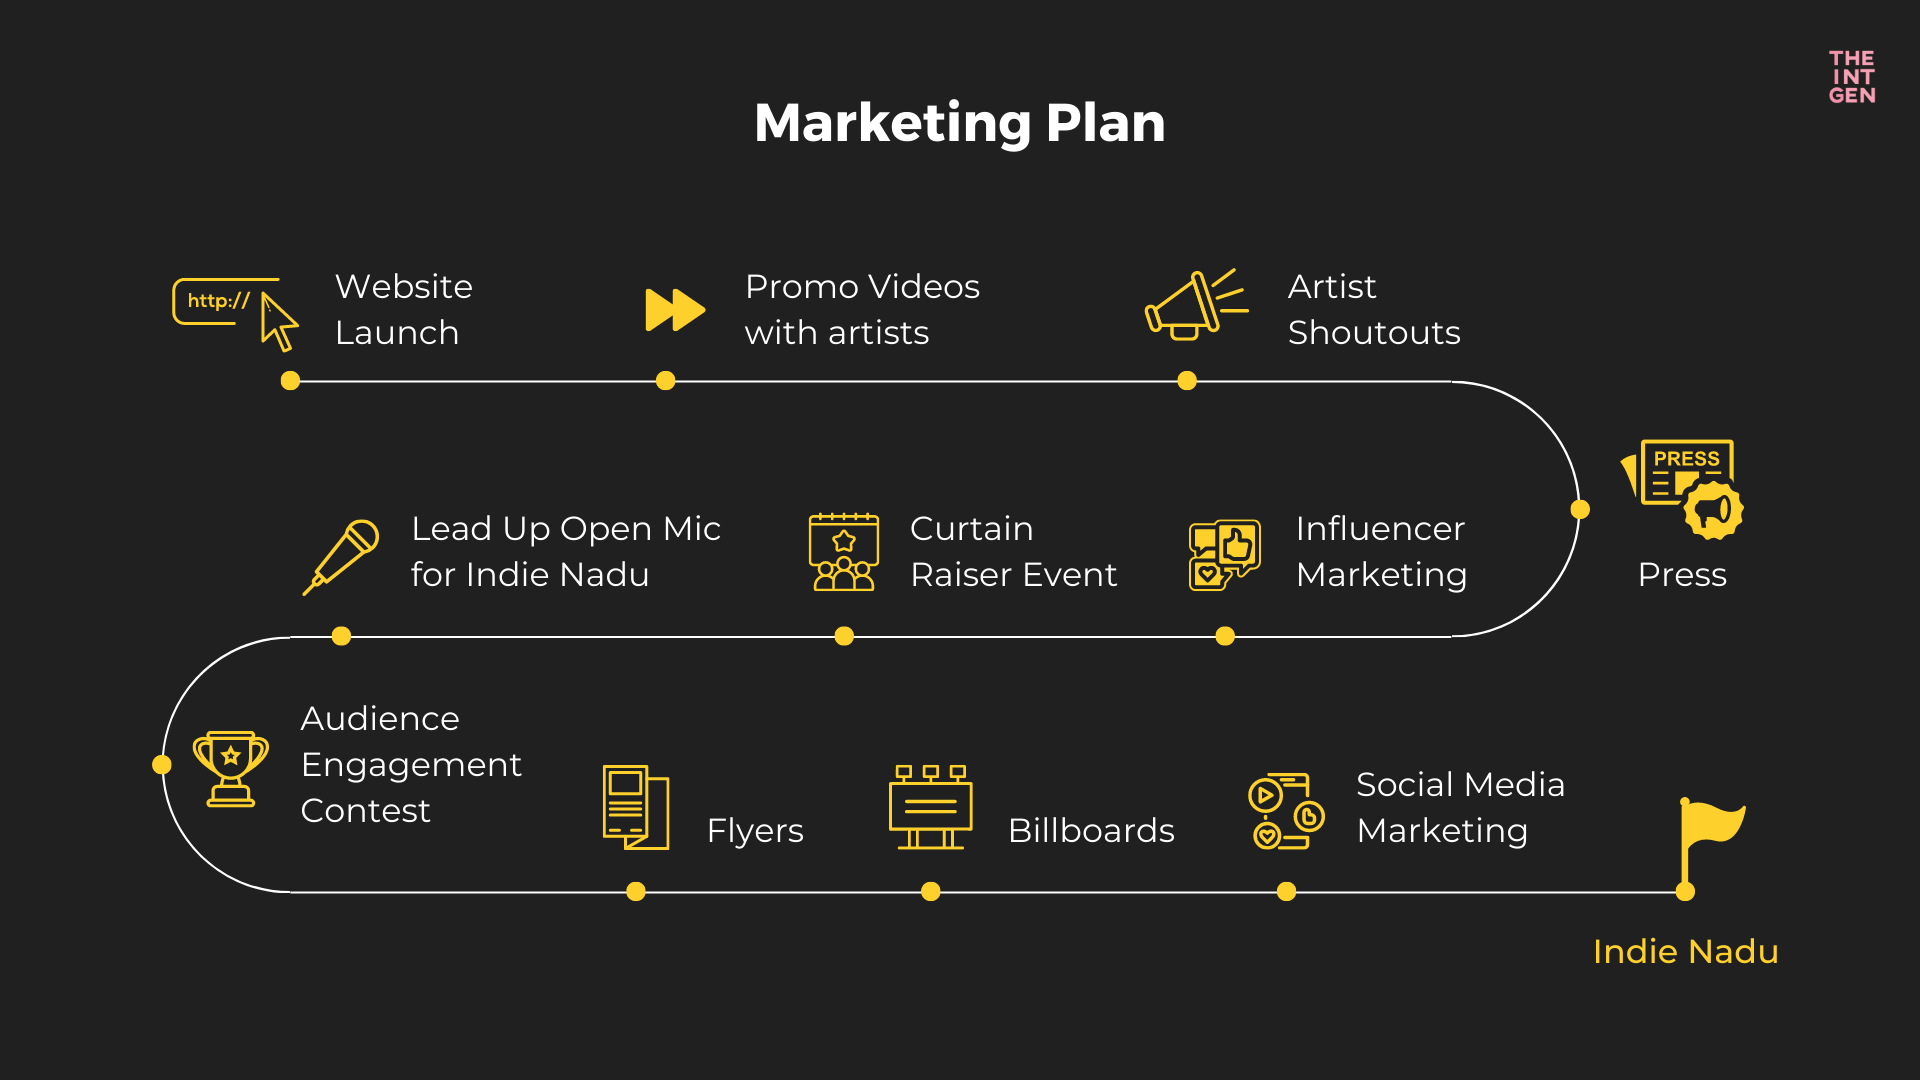 THE
INT
GEN
Marketing Plan
http://
Website
Launch
Promo Videos
with artists
Artist
Shoutouts
PRESS
Press
Lead Up Open Mic
for Indie Nadu
Curtain
Raiser Event
Influencer
Marketing
Audience
Engagement
Contest
Flyers
Billboards
Social Media
Marketing
Indie Nadu